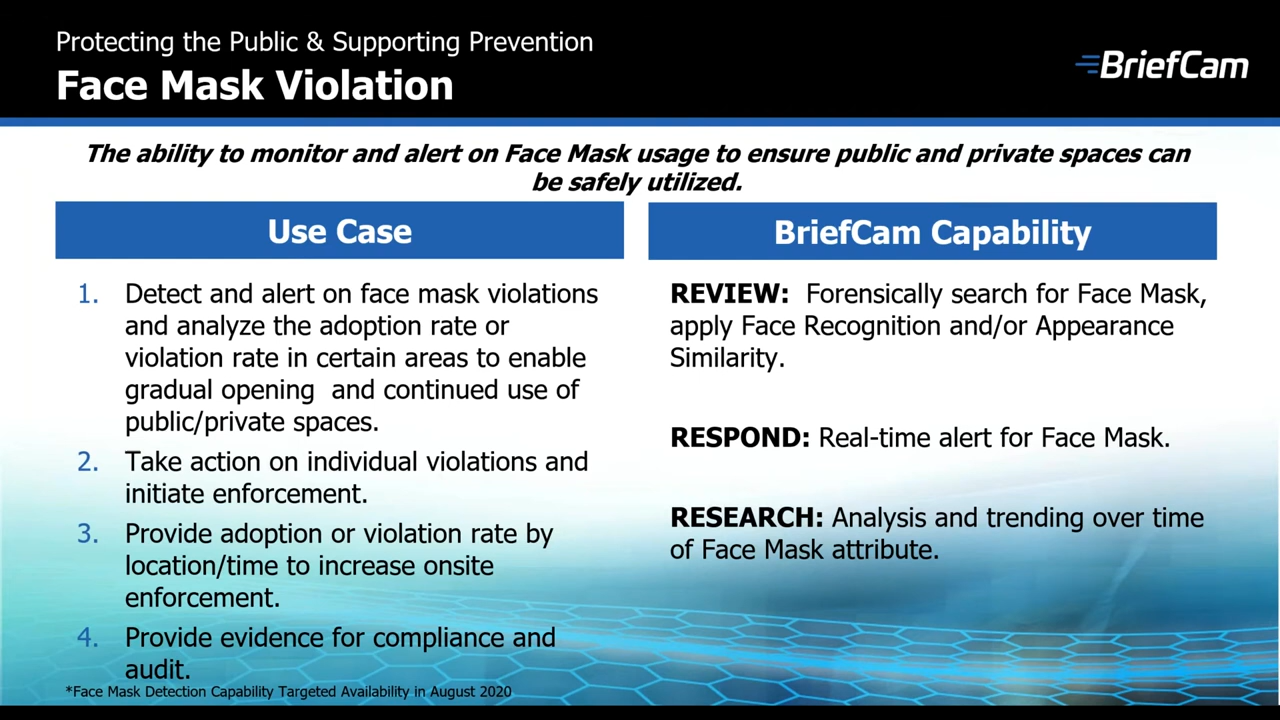 Protecting the Public & Supporting Prevention
Face Mask Violation
BriefCam
The ability to monitor and alert on Face Mask usage to ensure public and private spaces can
be safely utilized.
Use Case
1. Detect and alert on face mask violations
and analyze the adoption rate or
violation rate in certain areas to enable
gradual opening  and continued use of
public/private spaces.
2. Take action on individual violations and
initiate enforcement.
3. Provide adoption or violation rate by
location/time to increase onsite
enforcement.
4. Provide evidence for compliance and
audit.
*Face Mask Detection Capability Targeted Availability in August 2020
BriefCam Capability
REVIEW:  Forensically search for Face Mask,
apply Face Recognition and/or Appearance
Similarity.
RESPOND: Real-time alert for Face Mask.
RESEARCH: Analysis and trending over time
of Face Mask attribute.